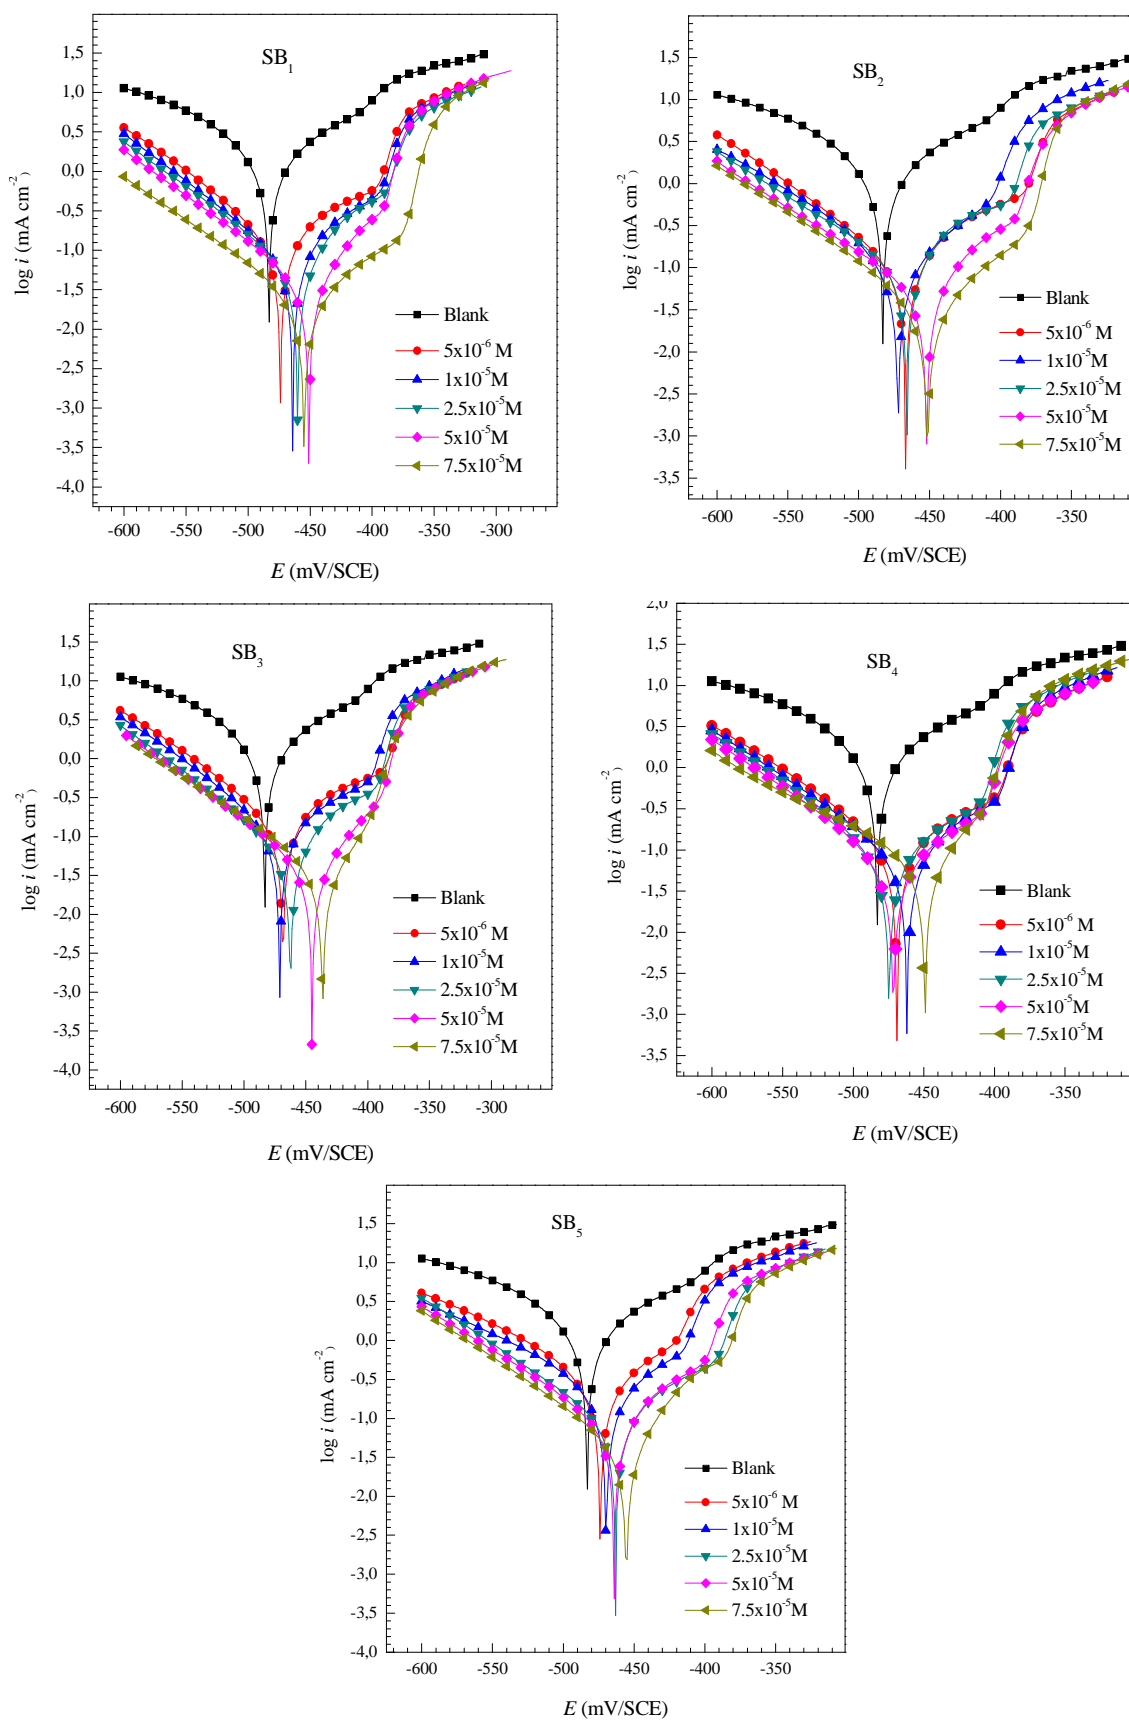 SB1
log i (mA cm-2)
1,5
1,0
0,5
0,0
-0,5
-1,0
-1,5
-2,0
-2,5
-3,0
-3,5
-4,0
Blank
5x10-6 M
1x10-5M
2.5x10-5M
5x10-5M
7.5x10-5M
-600 -550 -500 -450 -400 -350 -300
E (mV/SCE)
SB2
log i (mA cm-2)
1,5
1,0
0,5
0,0
-0,5
-1,0
-1,5
-2,0
-2,5
-3,0
-3,5
Blank
5x10-6 M
1x10-5M
2.5x10-5M
5x10-5M
7.5x10-5M
-600 -550 -500 -450 -400 -350
E (mV/SCE)
SB3
log i (mA cm-2)
1,5
1,0
0,5
0,0
-0,5
-1,0
-1,5
-2,0
-2,5
-3,0
-3,5
-4,0
Blank
5x10-6 M
1x10-5M
2.5x10-5M
5x10-5M
7.5x10-5M
-600 -550 -500 -450 -400 -350 -300
E (mV/SCE)
SB4
log i (mA cm-2)
2,0
1,5
1,0
0,5
0,0
-0,5
-1,0
-1,5
-2,0
-2,5
-3,0
-3,5
Blank
5x10-6 M
1x10-5M
2.5x10-5M
5x10-5M
7.5x10-5M
-600 -550 -500 -450 -400 -350
E (mV/SCE)
SB5
log i (mA cm-2)
1,5
1,0
0,5
0,0
-0,5
-1,0
-1,5
-2,0
-2,5
-3,0
-3,5
-4,0
Blank
5x10-6 M
1x10-5M
2.5x10-5M
5x10-5M
7.5x10-5M
-600 -550 -500 -450 -400 -350
E (mV/SCE)